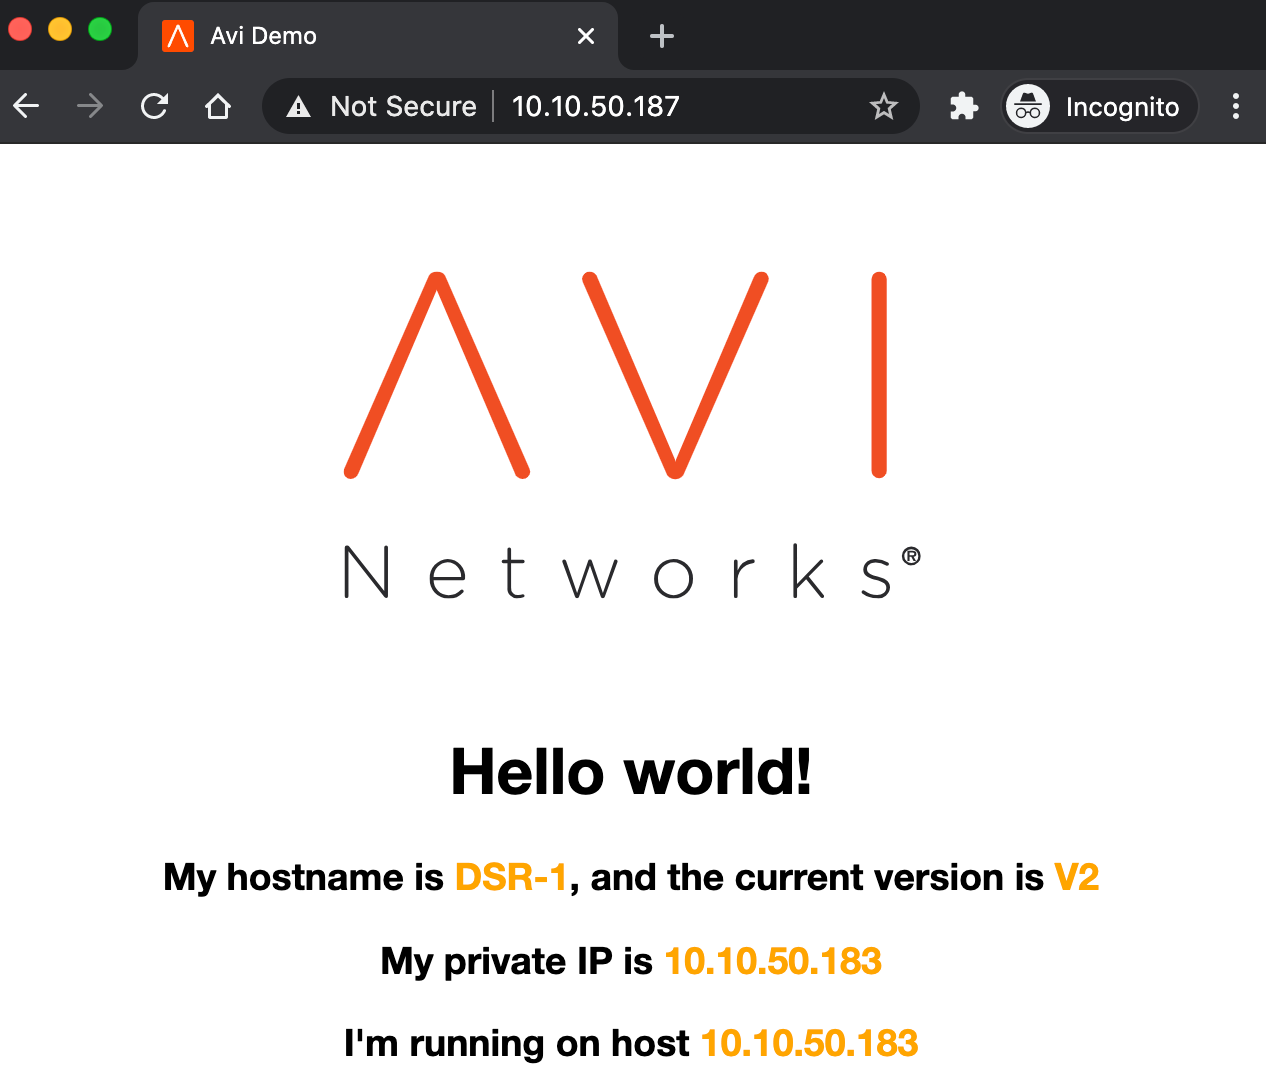 Avi Demo
Not Secure 10.10.50.187 Incognito
AVI
Networks®
Hello world!
My hostname is DSR-1, and the current version is V2
My private IP is 10.10.50.183
I'm running on host 10.10.50.183